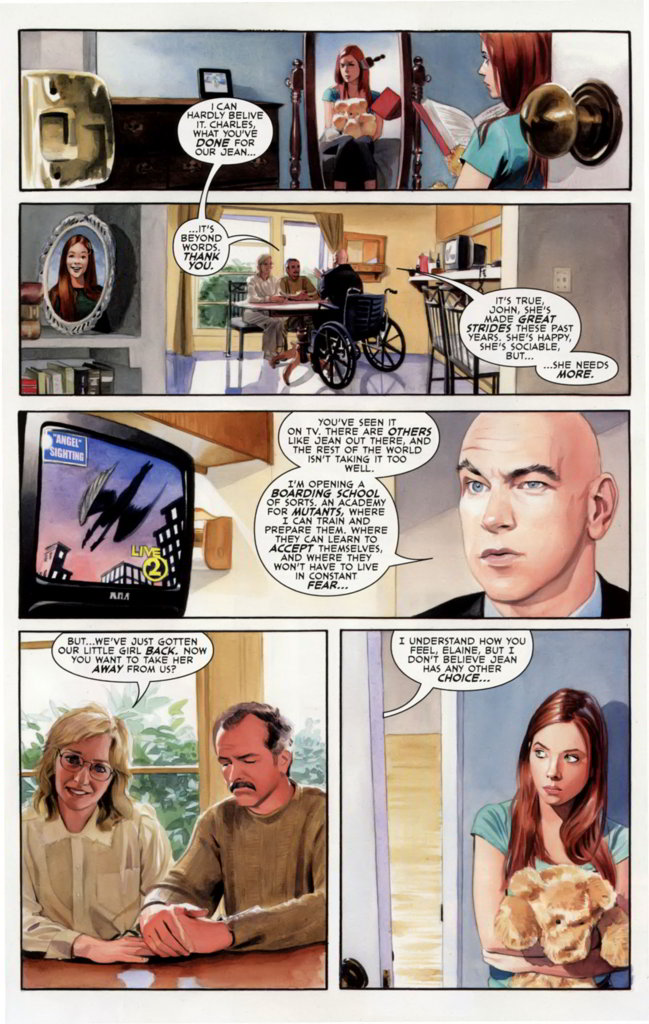 I CAN
HARDLY BELIVE
IT. CHARLES,
WHAT YOU'VE
DONE FOR
OUR JEAN...
...IT'S
BEYOND
WORDS.
THANK
YOU.
IT'S TRUE,
JOHN, SHE'S
MADE GREAT
STRIDES THESE PAST
YEARS. SHE'S HAPPY,
SHE'S SOCIABLE,
BUT...
...SHE NEEDS
MORE.
"ANGEL"
SIGHTING
LIVE
2
RCA
YOU'VE SEEN IT
ON TV. THERE ARE OTHERS
LIKE JEAN OUT THERE, AND
THE REST OF THE WORLD
ISN'T TAKING IT TOO
WELL.
I'M OPENING A
BOARDING SCHOOL
OF SORTS. AN ACADEMY
FOR MUTANTS, WHERE
I CAN TRAIN AND
PREPARE THEM. WHERE
THEY CAN LEARN TO
ACCEPT THEMSELVES,
AND WHERE THEY
WON'T HAVE TO LIVE
IN CONSTANT
FEAR...
BUT...WE'VE JUST GOTTEN
OUR LITTLE GIRL BACK. NOW
YOU WANT TO TAKE HER
AWAY FROM US?
I UNDERSTAND HOW YOU
FEEL, ELAINE, BUT I
DON'T BELIEVE JEAN
HAS ANY OTHER
CHOICE...